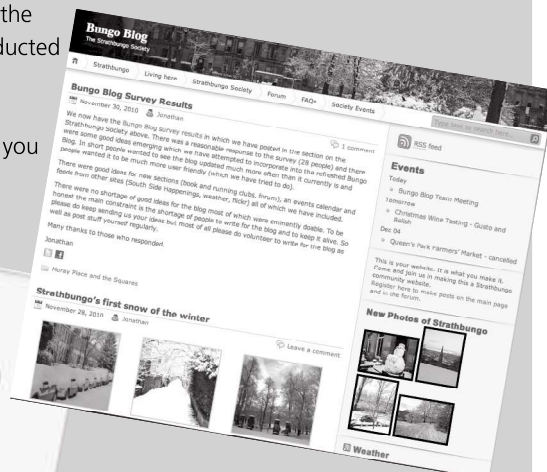 the
ducted
you
Bungo Blog
The Strathbungo Society
Strathbungo
Living here
Strathbungo Society
Forum
FAQs
Society Events
Type text to search here...
Bungo Blog Survey Results
November 30, 2010 Jonathan
1 comment
We now have the Bungo Blog survey results in which we have posted in the section on the
Strathbungo Society above. There was a reasonable response to the survey (28 people) and there
were some good ideas emerging which we have attempted to incorporate into the refreshed Bungo
Blog. In short people wanted to see the blog updated much more often than it currently is and
people wanted it to be much more user friendly (which we have tried to do).
There were good ideas for new sections (book and running clubs, forum), an events calendar and
feeds from other sites (South Side Happenings, weather, flickr) all of which we have included.
There were no shortage of good ideas for the blog most of which were eminently doable. To be
honest the main constraint is the shortage of people to write for the blog and to keep it alive. So
please do keep sending us your ideas but most of all please do volunteer to write for the blog as
well as post stuff yourself regularly.
Many thanks to those who responded.
Jonathan
Muray Place and the Squares
Strathbungo's first snow of the winter
November 28, 2010 Jonathan
Leave a comment
RSS feed
Events
Today
Bungo Blog Team Meeting
Tomorrow
Christmas Wine Tasting - Gusto and
Relish
Dec 04
Queen's Park Farmers' Market - cancelled
This is your website. It is what you make it.
Come and join us in making this a Strathbungo
community website.
Register here to make posts on the main page
and in the forum.
New Photos of Strathbungo
Weather